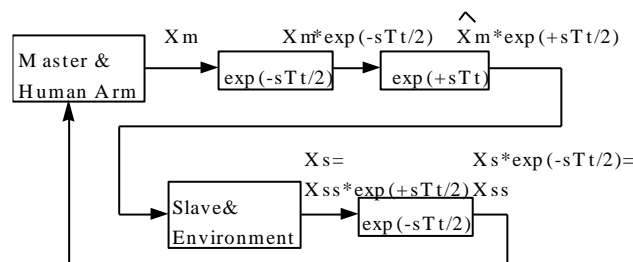 Xm
Xm*exp(-sTt/2)
^
Xm*exp(+sTt/2)
Master &
Human Arm
exp(-sTt/2)
exp(+sTt)
Xs=
Xss*exp(+sTt/2)
Xs*exp(-sTt/2)=
Xss
Slave&
Environment
exp(-sTt/2)